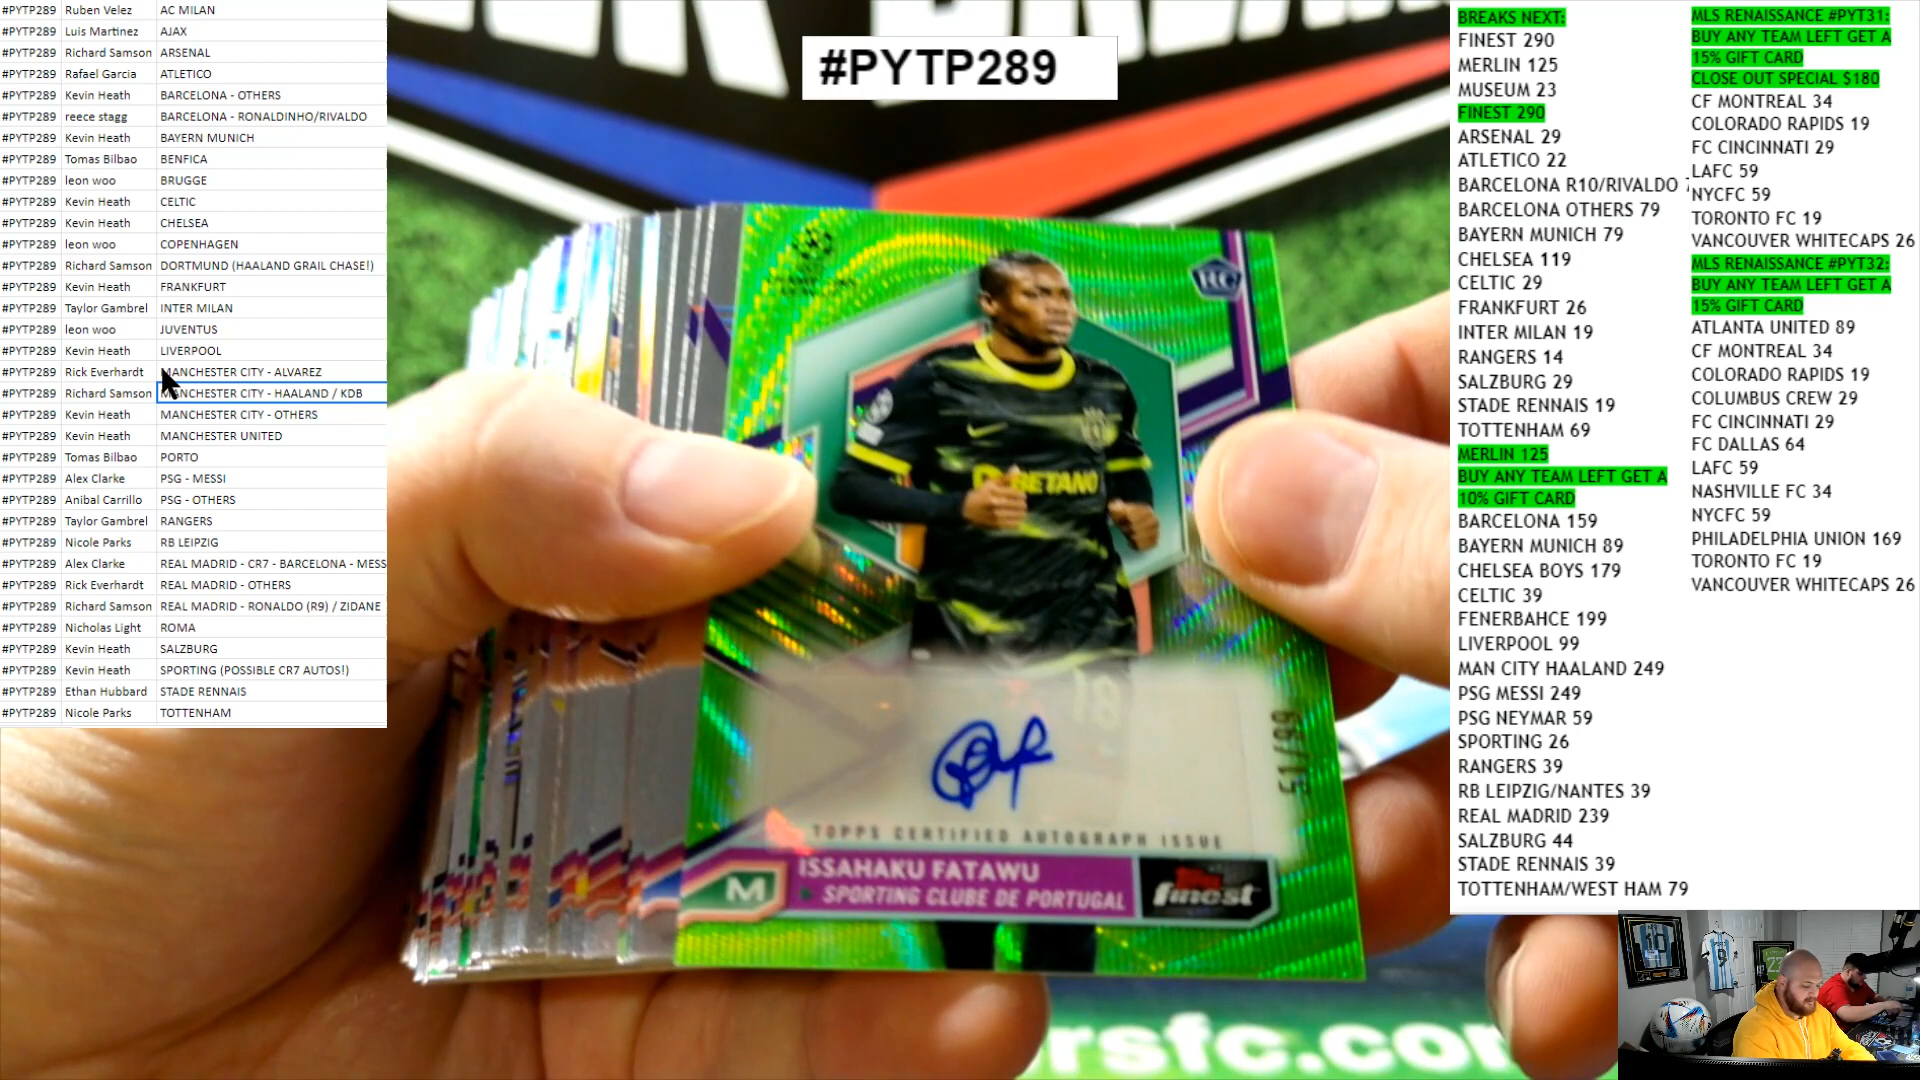 #PYTP289 Ruben Velez AC MILAN
#PYTP289 Luis Martinez AJAX
#PYTP289 Richard Samson ARSENAL
#PYTP289 Rafael Garcia ATLETICO
#PYTP289 Kevin Heath BARCELONA - OTHERS
#PYTP289 reece stagg BARCELONA - RONALDINHO/RIVALDO
#PYTP289 Kevin Heath BAYERN MUNICH
#PYTP289 Tomas Bilbao BENFICA
#PYTP289 leon woo BRUGGE
#PYTP289 Kevin Heath CELTIC
#PYTP289 Kevin Heath CHELSEA
#PYTP289 leon woo COPENHAGEN
#PYTP289 Richard Samson DORTMUND (HAALAND GRAIL CHASE!)
#PYTP289 Kevin Heath FRANKFURT
#PYTP289 Taylor Gambrel INTER MILAN
#PYTP289 leon woo JUVENTUS
#PYTP289 Kevin Heath LIVERPOOL
#PYTP289 Rick Everhardt MANCHESTER CITY - ALVAREZ
#PYTP289 Richard Samson MANCHESTER CITY - HAALAND / KDB
#PYTP289 Kevin Heath MANCHESTER CITY - OTHERS
#PYTP289 Kevin Heath MANCHESTER UNITED
#PYTP289 Tomas Bilbao PORTO
#PYTP289 Alex Clarke PSG - MESSI
#PYTP289 Anibal Carrillo PSG - OTHERS
#PYTP289 Taylor Gambrel RANGERS
#PYTP289 Nicole Parks RB LEIPZIG
#PYTP289 Alex Clarke REAL MADRID - CR7 - BARCELONA - MESS
#PYTP289 Rick Everhardt REAL MADRID - OTHERS
#PYTP289 Richard Samson REAL MADRID - RONALDO (R9) / ZIDANE
#PYTP289 Nicholas Light ROMA
#PYTP289 Kevin Heath SALZBURG
#PYTP289 Kevin Heath SPORTING (POSSIBLE CR7 AUTOS!)
#PYTP289 Ethan Hubbard STADE RENNAIS
#PYTP289 Nicole Parks TOTTENHAM
#PYTP289
RC
BETANO
18
51/99
TOPPS CERTIFIED AUTOGRAPH ISSUE
M
ISSAHAKU FATAWU
SPORTING CLUBE DE PORTUGAL
Topps finest
rsfc.com
BREAKS NEXT:
FINEST 290
MERLIN 125
MUSEUM 23
FINEST 290
ARSENAL 29
ATLETICO 22
BARCELONA R10/RIVALDO
BARCELONA OTHERS 79
BAYERN MUNICH 79
CHELSEA 119
CELTIC 29
FRANKFURT 26
INTER MILAN 19
RANGERS 14
SALZBURG 29
STADE RENNAIS 19
TOTTENHAM 69
MERLIN 125
BUY ANY TEAM LEFT GET A
10% GIFT CARD
BARCELONA 159
BAYERN MUNICH 89
CHELSEA BOYS 179
CELTIC 39
FENERBAHCE 199
LIVERPOOL 99
MAN CITY HAALAND 249
PSG MESSI 249
PSG NEYMAR 59
SPORTING 26
RANGERS 39
RB LEIPZIG/NANTES 39
REAL MADRID 239
SALZBURG 44
STADE RENNAIS 39
TOTTENHAM/WEST HAM 79
MLS RENAISSANCE #PYT31:
BUY ANY TEAM LEFT GET A
15% GIFT CARD
CLOSE OUT SPECIAL $180
CF MONTREAL 34
COLORADO RAPIDS 19
FC CINCINNATI 29
LAFC 59
NYCFC 59
TORONTO FC 19
VANCOUVER WHITECAPS 26
MLS RENAISSANCE #PYT32:
BUY ANY TEAM LEFT GET A
15% GIFT CARD
ATLANTA UNITED 89
CF MONTREAL 34
COLORADO RAPIDS 19
COLUMBUS CREW 29
FC CINCINNATI 29
FC DALLAS 64
LAFC 59
NASHVILLE FC 34
NYCFC 59
PHILADELPHIA UNION 169
TORONTO FC 19
VANCOUVER WHITECAPS 26